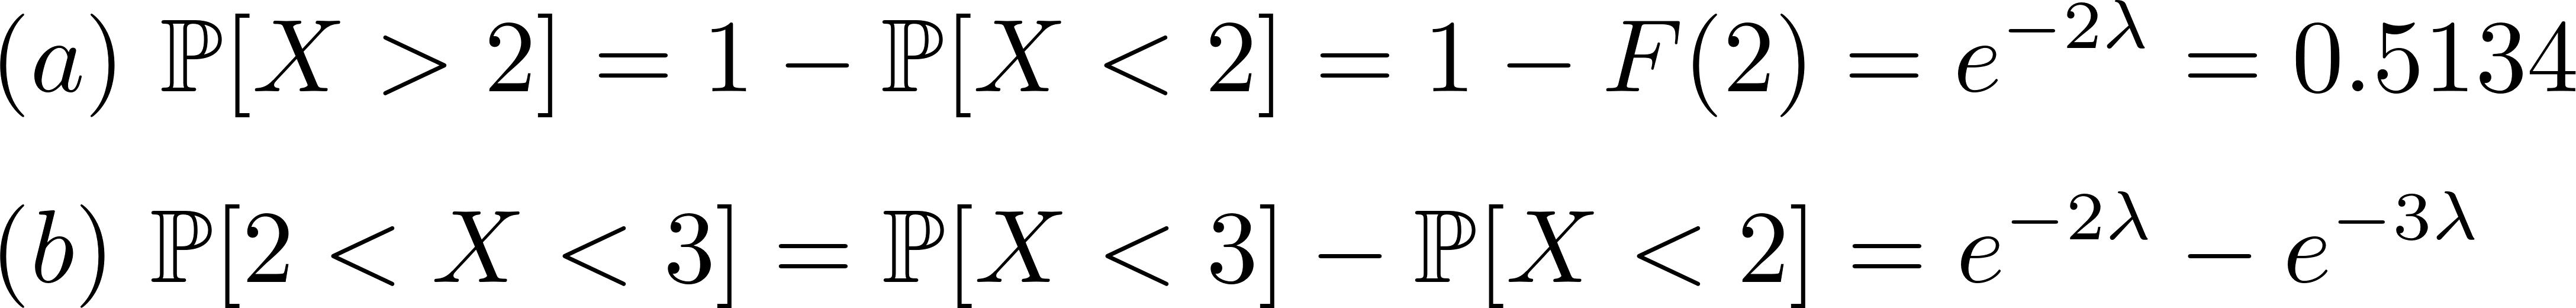 (a) ℙ[X > 2] = 1 − ℙ[X < 2] = 1 − F(2) = e^{−2λ} = 0.5134
(b) ℙ[2 < X < 3] = ℙ[X < 3] − ℙ[X < 2] = e^{−2λ} − e^{−3λ}